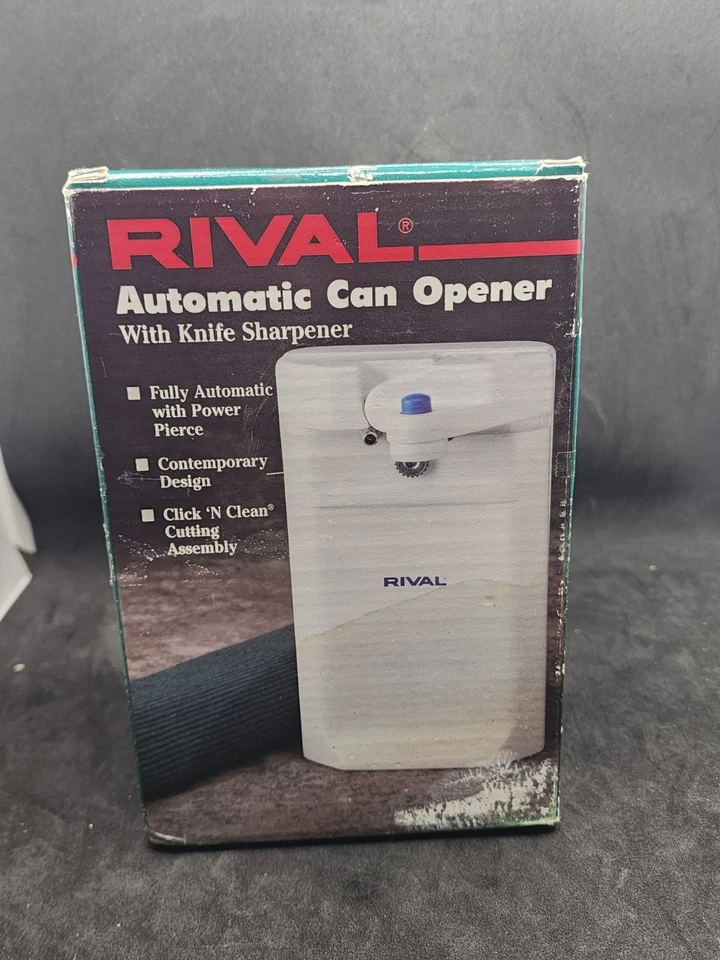 RIVAL®
Automatic Can Opener
With Knife Sharpener
Fully Automatic
with Power
Pierce
Contemporary
Design
Click 'N Clean®
Cutting
Assembly
RIVAL